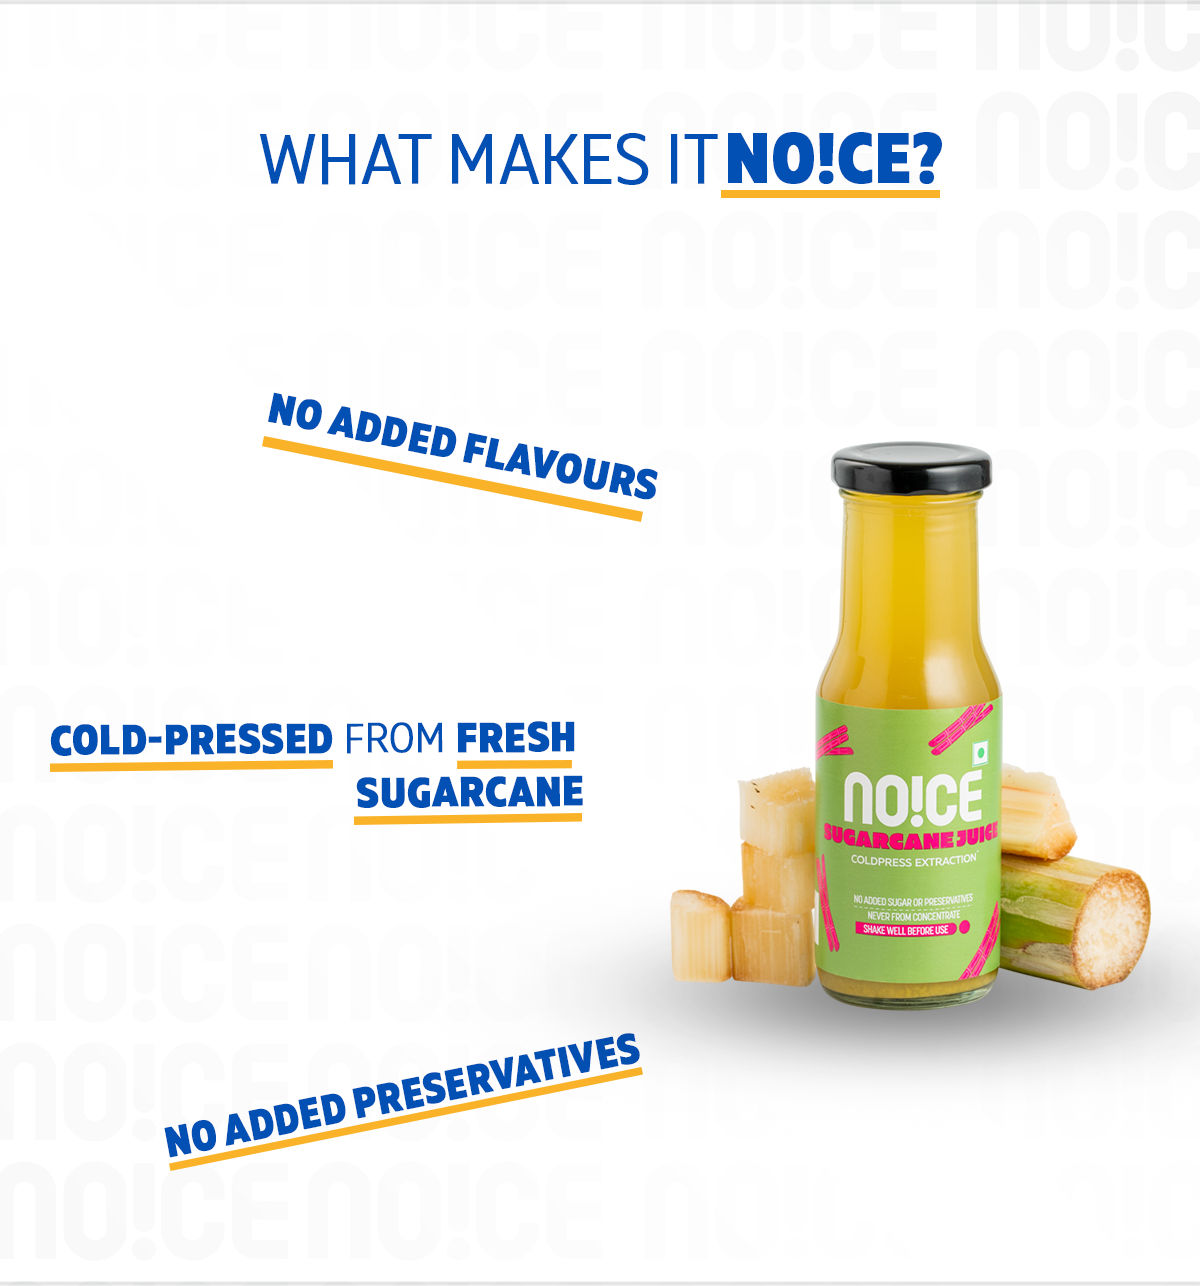 WHAT MAKES IT NO!CE?
NO ADDED FLAVOURS
COLD-PRESSED FROM FRESH
SUGARCANE
NO!CE
SUGARCANE JUICE
COLDPRESS EXTRACTION
NO ADDED SUGAR OR PRESERVATIVES
NEVER FROM CONCENTRATE
SHAKE WELL BEFORE USE
NO ADDED PRESERVATIVES